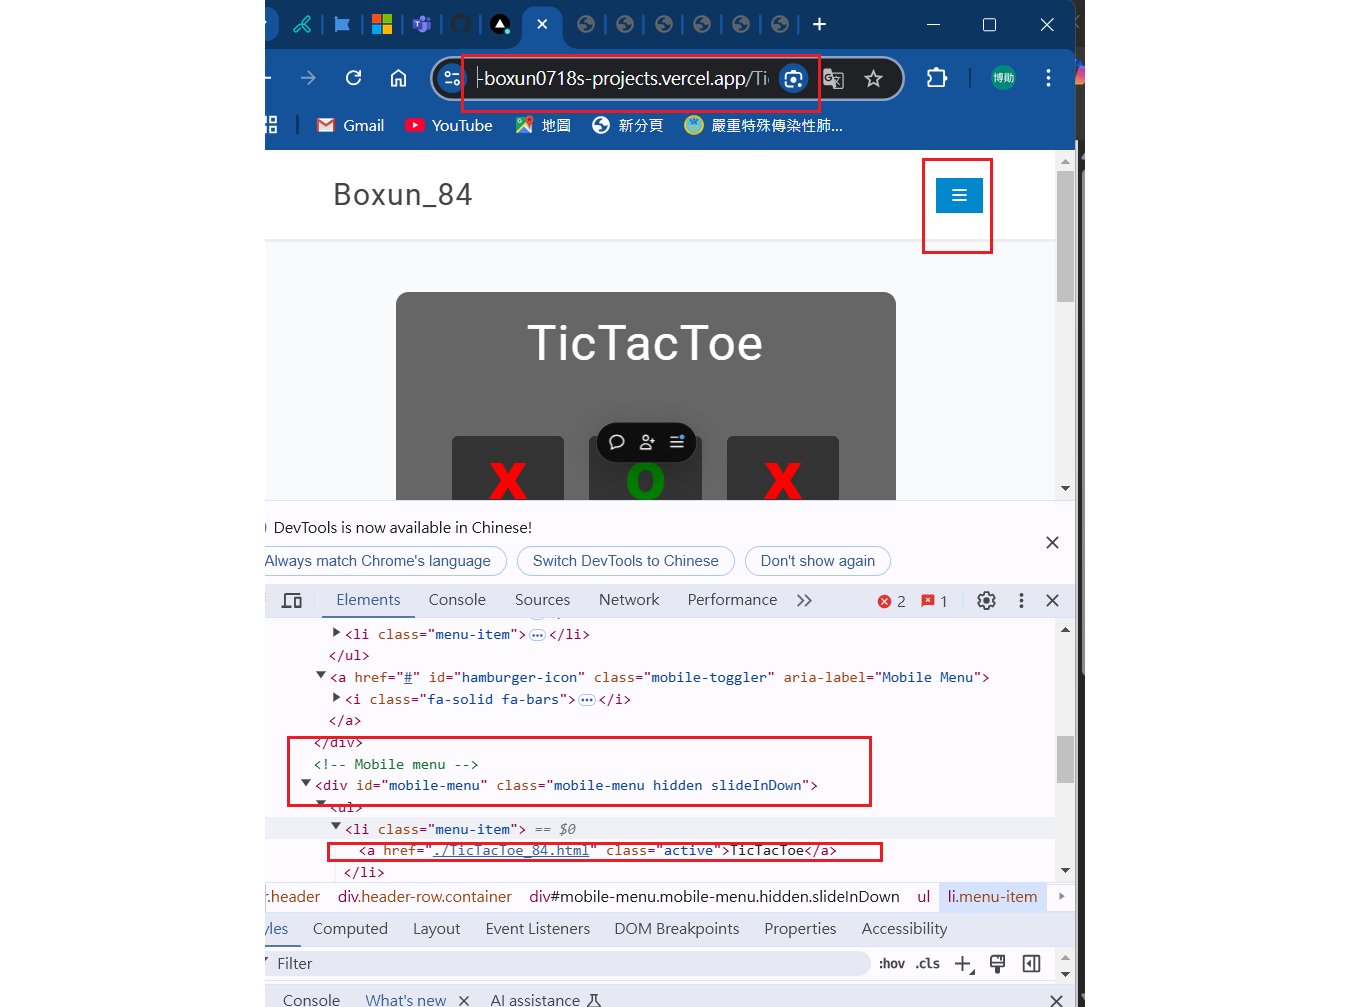 -boxun0718s-projects.vercel.app/Ti
博勛
Gmail
YouTube
地圖
新分頁
嚴重特殊傳染性肺...
Boxun_84
TicTacToe
X O X
DevTools is now available in Chinese!
Always match Chrome's language
Switch DevTools to Chinese
Don't show again
Elements Console Sources Network Performance 2 1
<li class="menu-item"> </li>
</ul>
<a href="#" id="hamburger-icon" class="mobile-toggler" aria-label="Mobile Menu">
<i class="fa-solid fa-bars"> </i>
</a>
</div>
<!-- Mobile menu -->
<div id="mobile-menu" class="mobile-menu hidden slideInDown">
<ul>
<li class="menu-item"> == $0
<a href="./TicTacToe_84.html" class="active">TicTacToe</a>
</li>
r.header div.header-row.container div#mobile-menu.mobile-menu.hidden.slideInDown ul li.menu-item
yles Computed Layout Event Listeners DOM Breakpoints Properties Accessibility
Filter :hov .cls
Console What's new AI assistance